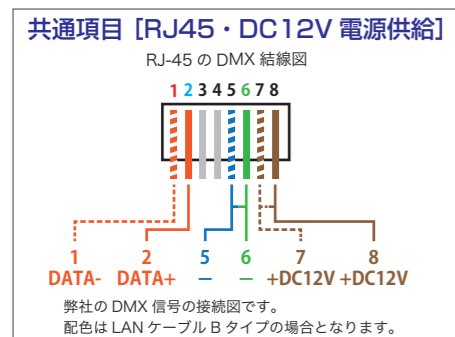 共通項目 [RJ45・DC12V 電源供給]
RJ-45 の DMX 結線図
1 2 3 4 5 6 7 8
1 2 5 6 7 8
DATA- DATA+ − − +DC12V +DC12V
弊社の DMX 信号の接続図です。
配色は LAN ケーブル B タイプの場合となります。